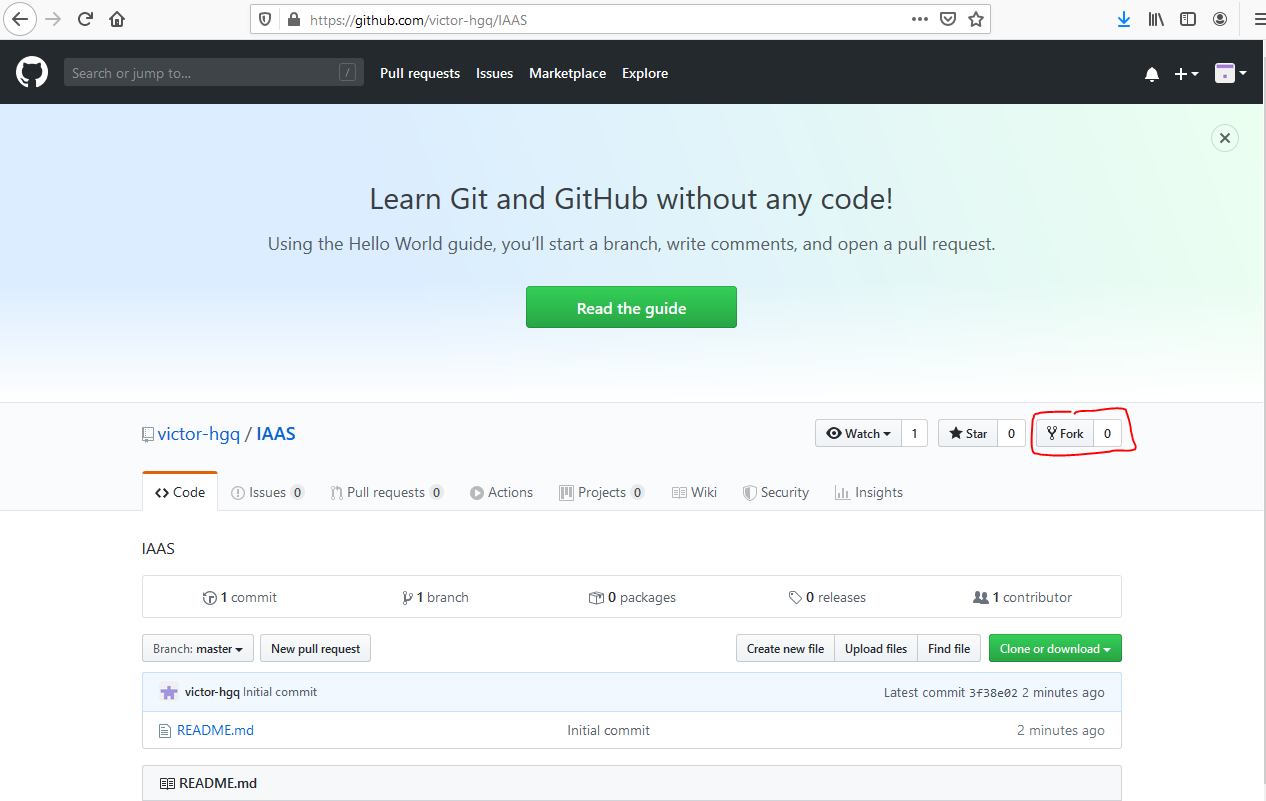 https://github.com/victor-hgq/IAAS
Search or jump to... /
Pull requests Issues Marketplace Explore
Learn Git and GitHub without any code!
Using the Hello World guide, you’ll start a branch, write comments, and open a pull request.
Read the guide
victor-hgq / IAAS
Watch 1 Star 0 Fork 0
Code Issues 0 Pull requests 0 Actions Projects 0 Wiki Security Insights
IAAS
1 commit 1 branch 0 packages 0 releases 1 contributor
Branch: master New pull request Create new file Upload files Find file Clone or download
victor-hgq Initial commit Latest commit 3f38e02 2 minutes ago
README.md Initial commit 2 minutes ago
README.md